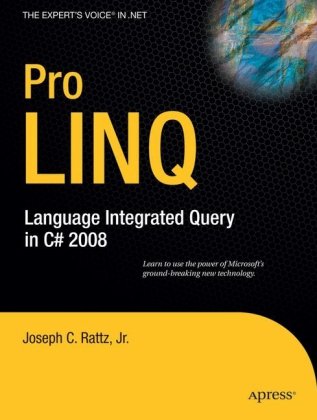 THE EXPERT'S VOICE® IN .NET
Pro
LINQ
Language Integrated Query
in C# 2008
Learn to use the power of Microsoft's
ground-breaking new technology.
Joseph C. Rattz, Jr.
Apress®